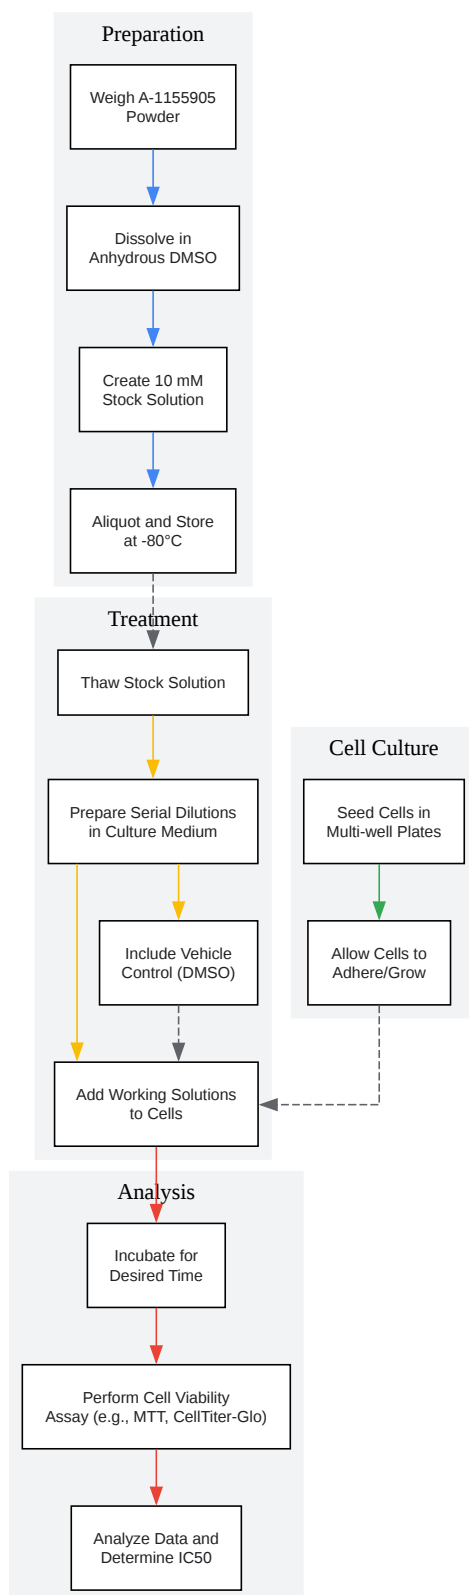 Preparation
Weigh A-1155905
Powder
Dissolve in
Anhydrous DMSO
Create 10 mM
Stock Solution
Aliquot and Store
at -80°C
Treatment
Thaw Stock Solution
Prepare Serial Dilutions
in Culture Medium
Include Vehicle
Control (DMSO)
Add Working Solutions
to Cells
Cell Culture
Seed Cells in
Multi-well Plates
Allow Cells to
Adhere/Grow
Analysis
Incubate for
Desired Time
Perform Cell Viability
Assay (e.g., MTT, CellTiter-Glo)
Analyze Data and
Determine IC50